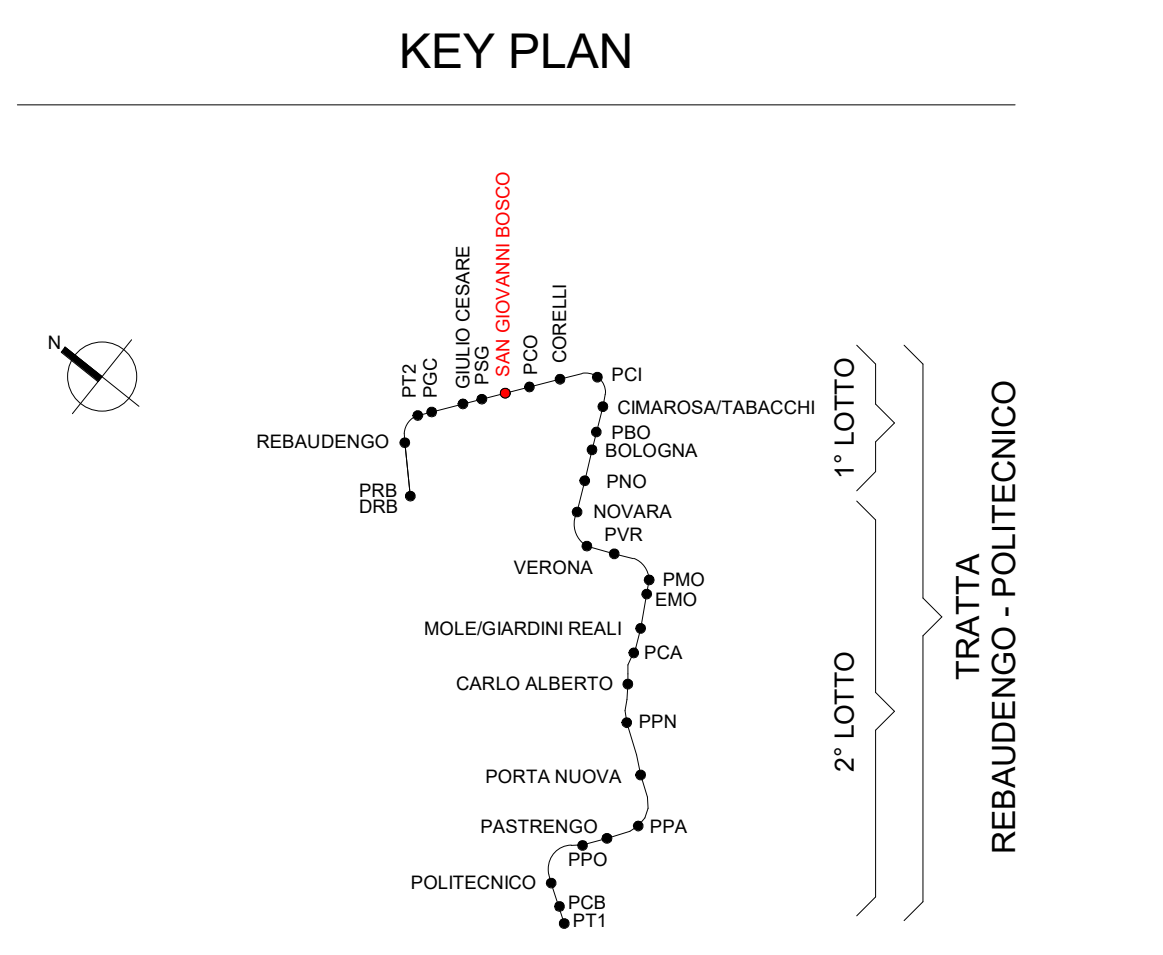 KEY PLAN
N
PT2
PGC
GIULIO CESARE
PSG
SAN GIOVANNI BOSCO
PCO
CORELLI
PCI
CIMAROSA/TABACCHI
REBAUDENGO
PBO
BOLOGNA
PRB
DRB
PNO
NOVARA
PVR
VERONA
PMO
EMO
MOLE/GIARDINI REALI
PCA
CARLO ALBERTO
PPN
PORTA NUOVA
PASTRENGO
PPA
PPO
POLITECNICO
PCB
PT1
1° LOTTO
2° LOTTO
TRATTA
REBAUDENGO - POLITECNICO